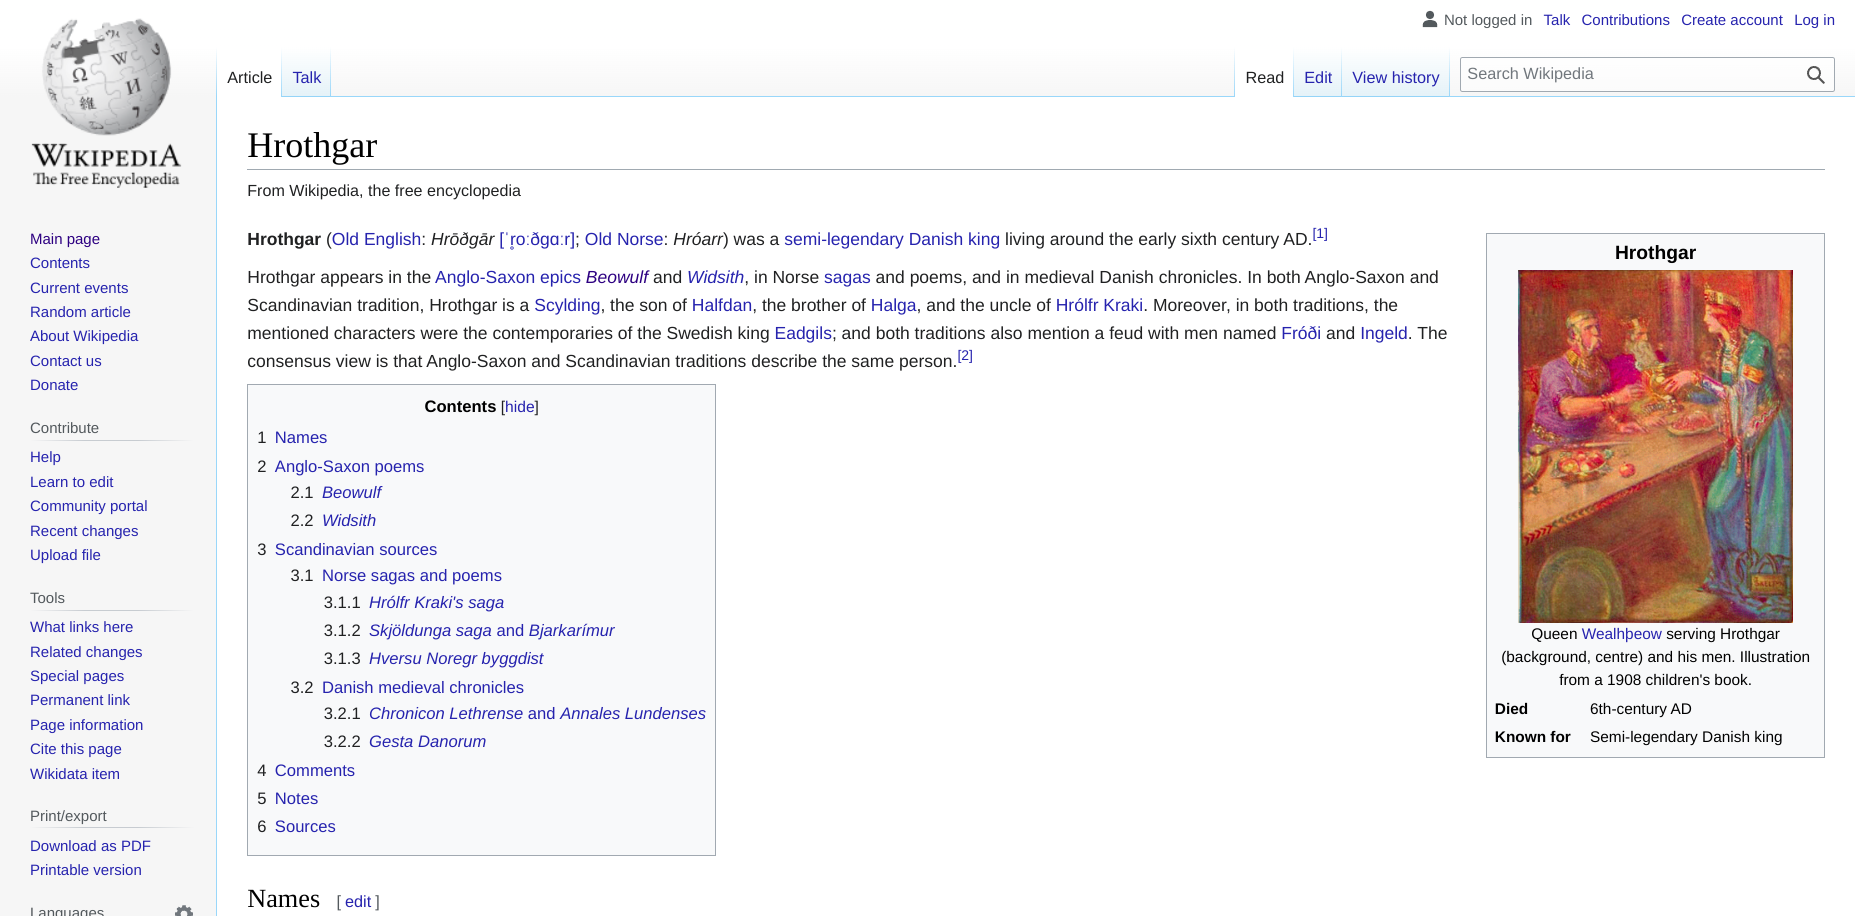 Not logged in Talk Contributions Create account Log in
Article Talk Read Edit View history Search Wikipedia
WIKIPEDIA
The Free Encyclopedia
Main page
Contents
Current events
Random article
About Wikipedia
Contact us
Donate
Contribute
Help
Learn to edit
Community portal
Recent changes
Upload file
Tools
What links here
Related changes
Special pages
Permanent link
Page information
Cite this page
Wikidata item
Print/export
Download as PDF
Printable version
Languages
Hrothgar
From Wikipedia, the free encyclopedia
Hrothgar (Old English: Hrōðgār [ˈr̥oːðɡɑːr]; Old Norse: Hróarr) was a semi-legendary Danish king living around the early sixth century AD.[1]
Hrothgar appears in the Anglo-Saxon epics Beowulf and Widsith, in Norse sagas and poems, and in medieval Danish chronicles. In both Anglo-Saxon and
Scandinavian tradition, Hrothgar is a Scylding, the son of Halfdan, the brother of Halga, and the uncle of Hrólfr Kraki. Moreover, in both traditions, the
mentioned characters were the contemporaries of the Swedish king Eadgils; and both traditions also mention a feud with men named Fróði and Ingeld. The
consensus view is that Anglo-Saxon and Scandinavian traditions describe the same person.[2]
Contents [hide]
1 Names
2 Anglo-Saxon poems
2.1 Beowulf
2.2 Widsith
3 Scandinavian sources
3.1 Norse sagas and poems
3.1.1 Hrólfr Kraki's saga
3.1.2 Skjöldunga saga and Bjarkarímur
3.1.3 Hversu Noregr byggdist
3.2 Danish medieval chronicles
3.2.1 Chronicon Lethrense and Annales Lundenses
3.2.2 Gesta Danorum
4 Comments
5 Notes
6 Sources
Hrothgar
Queen Wealhþeow serving Hrothgar
(background, centre) and his men. Illustration
from a 1908 children's book.
Died 6th-century AD
Known for Semi-legendary Danish king
Names [ edit ]